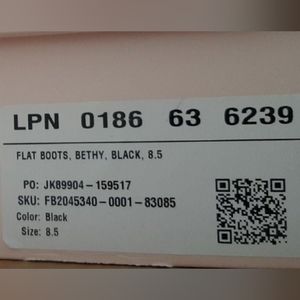 LPN 0186 63 6239
FLAT BOOTS, BETHY, BLACK, 8.5
PO: JK89904-159517
SKU: FB2045340-0001-83085
Color: Black
Size: 8.5